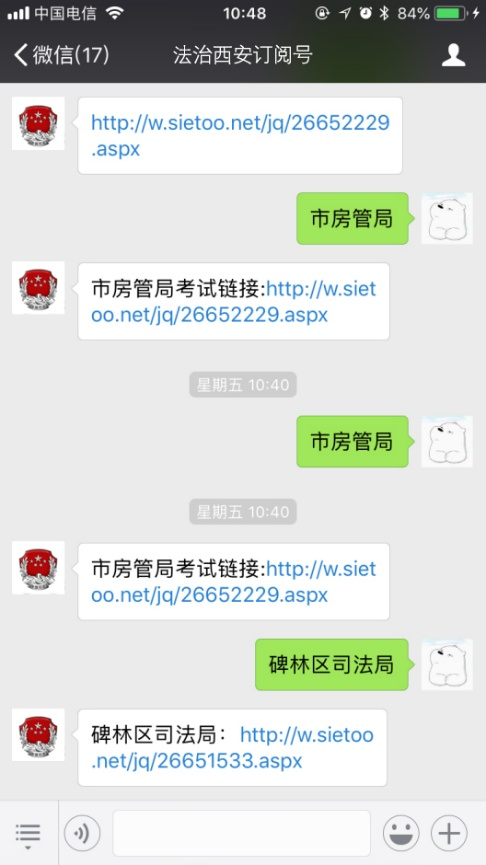 中国电信 10:48 84%
微信(17) 法治西安订阅号
http://w.sietoo.net/jq/26652229
.aspx
市房管局
市房管局考试链接:http://w.siet
oo.net/jq/26652229.aspx
星期五 10:40
市房管局
星期五 10:40
市房管局考试链接:http://w.siet
oo.net/jq/26652229.aspx
碑林区司法局
碑林区司法局：http://w.sietoo
.net/jq/26651533.aspx